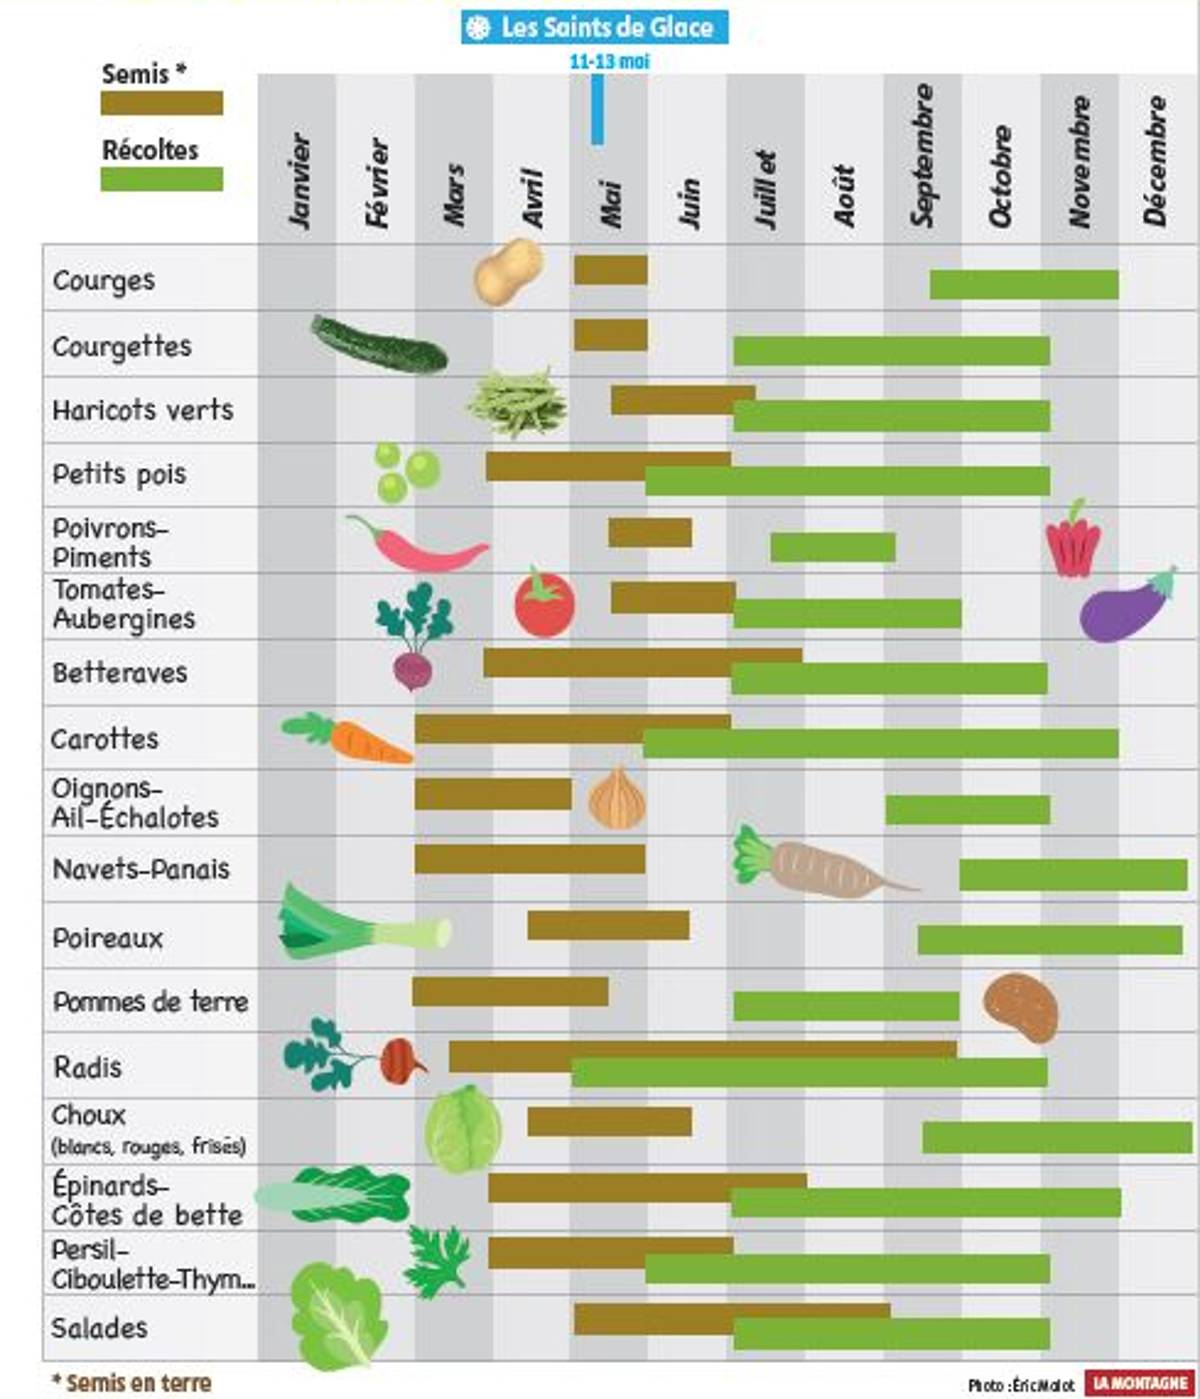 Les Saints de Glace
11-13 mai
Semis *
Récoltes
Janvier
Février
Mars
Avril
Mai
Juin
Juillet
Août
Septembre
Octobre
Novembre
Décembre
Courges
Courgettes
Haricots verts
Petits pois
Poivrons-
Piments
Tomates-
Aubergines
Betteraves
Carottes
Oignons-
Ail-Échalotes
Navets-Panais
Poireaux
Pommes de terre
Radis
Choux
(blancs, rouges, frisés)
Épinards-
Côtes de bette
Persil-
Ciboulette-Thym...
Salades
* Semis en terre
Photo : Éric Malot
LA MONTAGNE